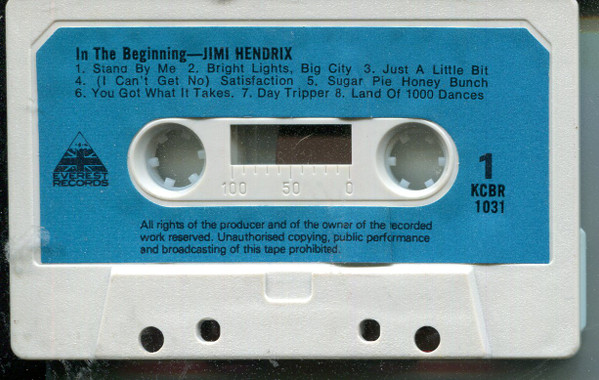 In The Beginning—JIMI HENDRIX
1. Stand By Me 2. Bright Lights, Big City 3. Just A Little Bit
4. (I Can't Get No) Satisfaction 5. Sugar Pie Honey Bunch
6. You Got What It Takes. 7. Day Tripper 8. Land Of 1000 Dances
EVEREST
RECORDS
100 50 0
1
KCBR
1031
All rights of the producer and of the owner of the recorded
work reserved. Unauthorised copying, public performance
and broadcasting of this tape prohibited.